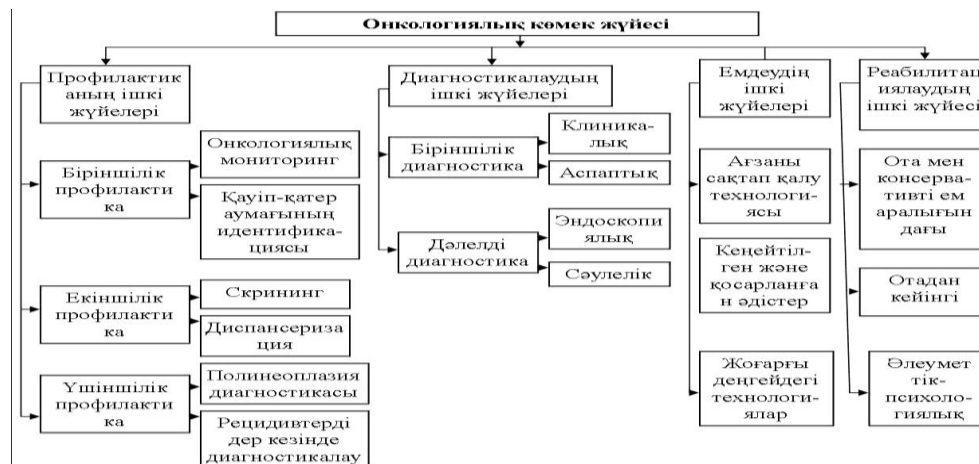 Онкологиялық көмек жүйесі
Профилактик
аның ішкі
жүйелері
Біріншілік
профилакти
ка
Онкологиялық
мониторинг
Қауіп-қатер
аумағының
идентифика-
циясы
Екіншілік
профилакти
ка
Скрининг
Диспансериза
ция
Үшіншілік
профилакти
ка
Полинеоплазия
диагностикасы
Рецидивтерді
дер кезінде
диагностикалау
Диагностикалаудың
ішкі жүйелері
Біріншілік
диагностика
Клиника-
лық
Аспаптық
Дәлелді
диагностика
Эндоскопи
ялық
Сәулелік
Емдеудің
ішкі
жүйелері
Ағзаны
сақтап қалу
технологи-
ясы
Кеңейтіл-
ген және
қосарланға
н әдістер
Жоғарғы
деңгейдегі
технологи-
ялар
Реабилитац
иялаудың
ішкі жүйесі
Ота мен
консерва-
тивті ем
аралығын
дағы
Отадан
кейінгі
Әлеумет
тік-
психоло-
гиялық